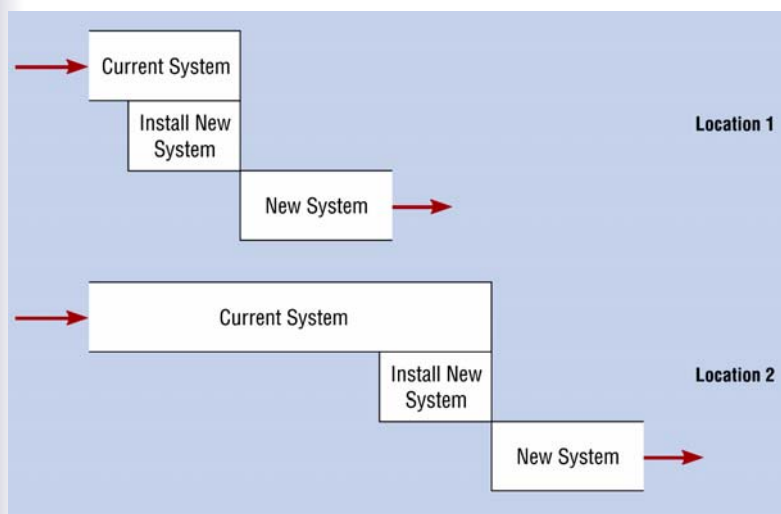 Current System
Install New
System
Location 1
New System
Current System
Install New
System
Location 2
New System